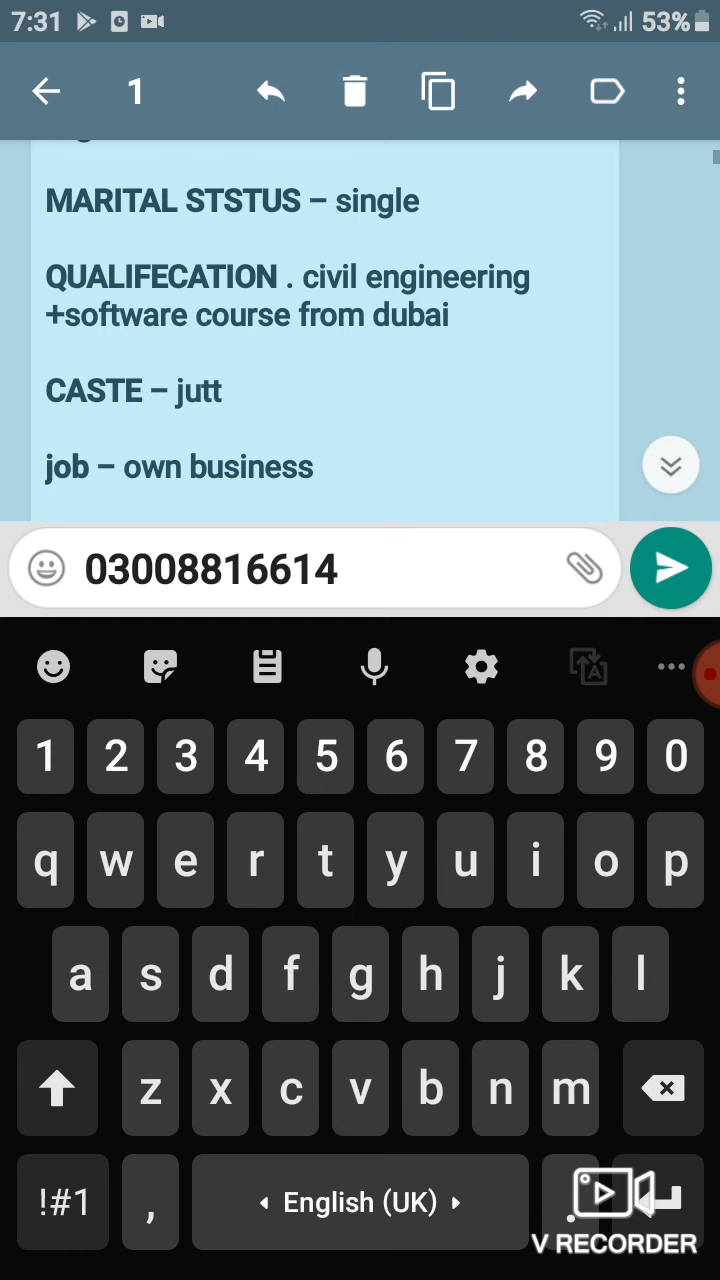 7:31 53%
1
MARITAL STSTUS – single
QUALIFECATION . civil engineering
+software course from dubai
CASTE – jutt
job – own business
03008816614
1 2 3 4 5 6 7 8 9 0
q w e r t y u i o p
a s d f g h j k l
z x c v b n m
!#1 , English (UK) .
V RECORDER